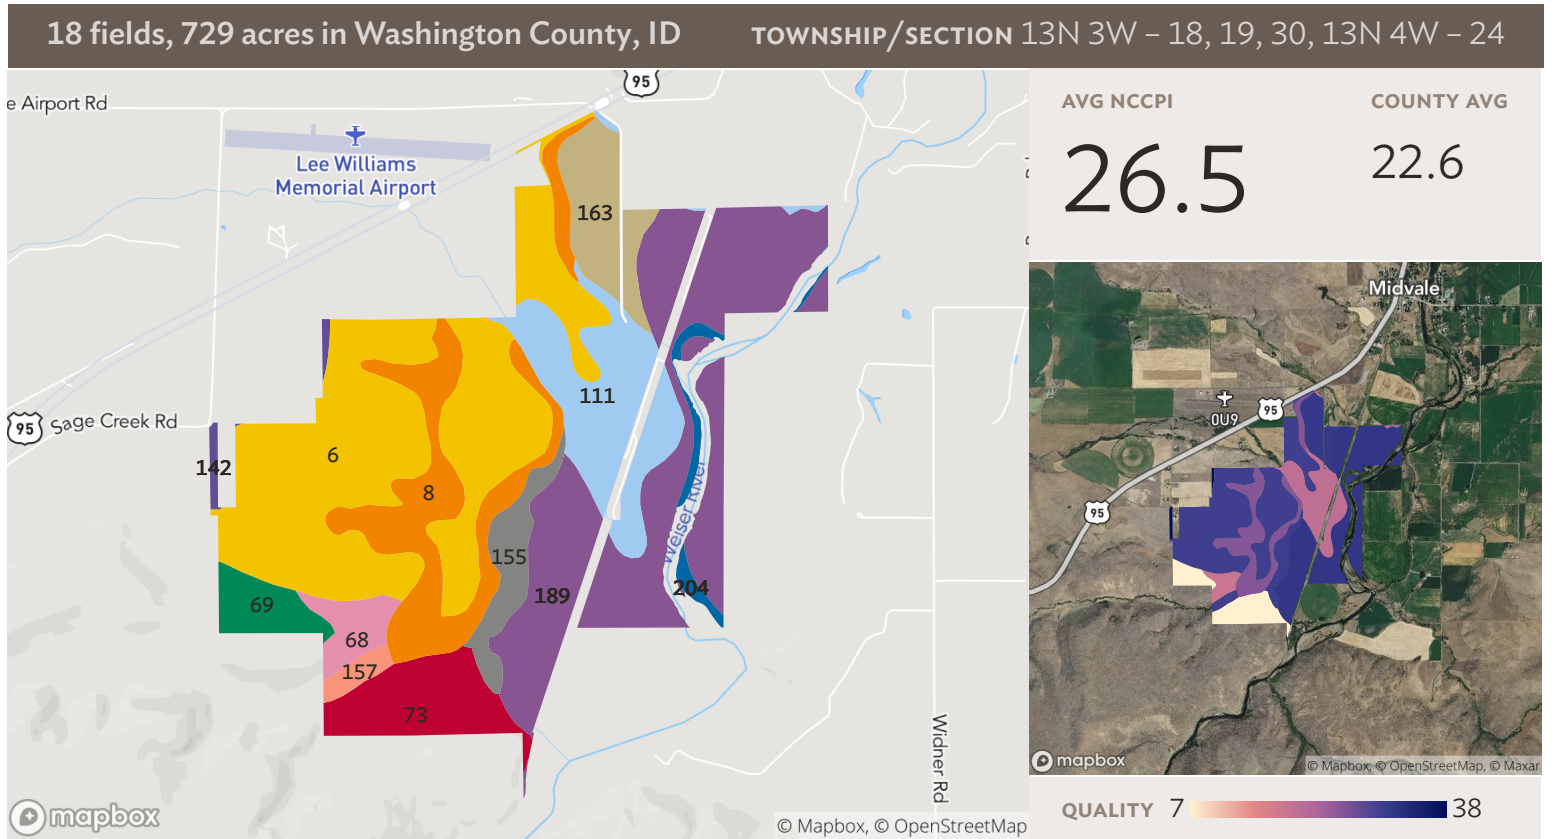 18 fields, 729 acres in Washington County, ID
TOWNSHIP/SECTION 13N 3W – 18, 19, 30, 13N 4W – 24
95
e Airport Rd
Lee Williams
Memorial Airport
163
111
95
Sage Creek Rd
6
142
8
155
189
Weiser River
204
69
68
157
73
Widner Rd
mapbox
© Mapbox, © OpenStreetMap
AVG NCCPI
COUNTY AVG
26.5
22.6
Midvale
0U9
95
95
mapbox
© Mapbox, © OpenStreetMap, © Maxar
QUALITY 7 38